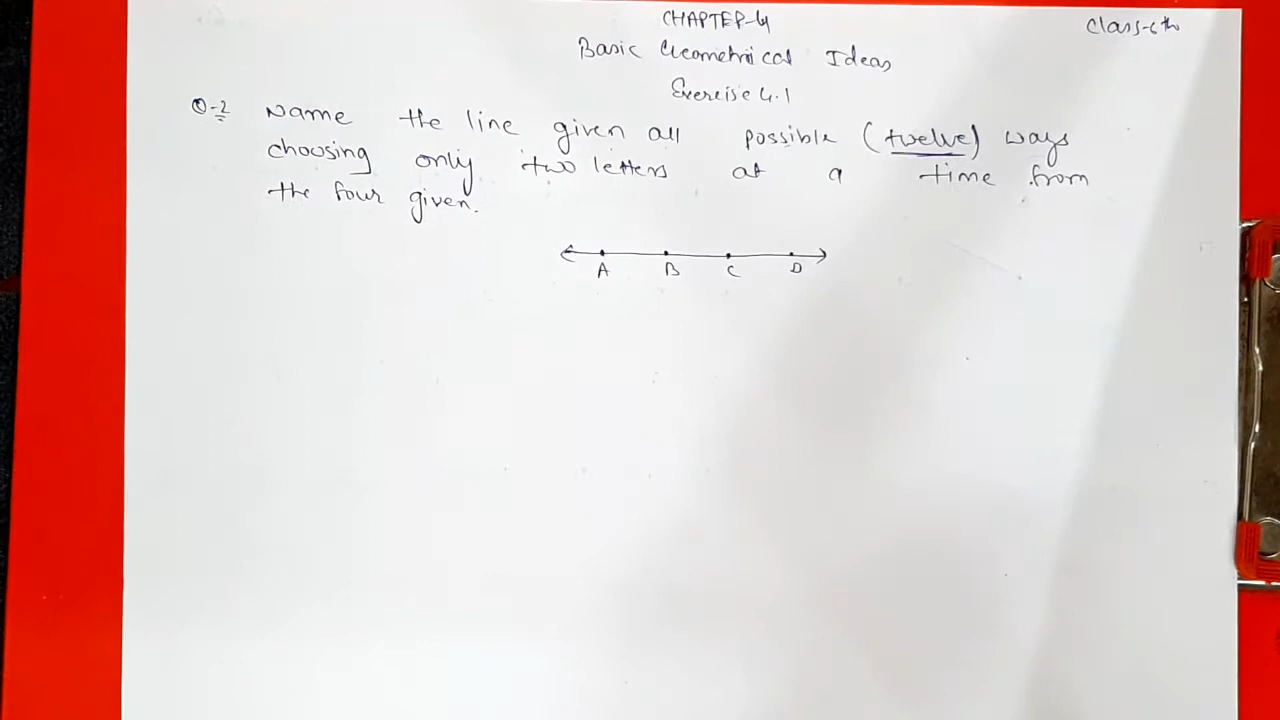 CHAPTER-4
Class-6th
Basic Geometrical Ideas
Exercise 4.1
Q-2 Name the line given all possible (twelve) ways
choosing only two letters at a time from
the four given.
A B C D